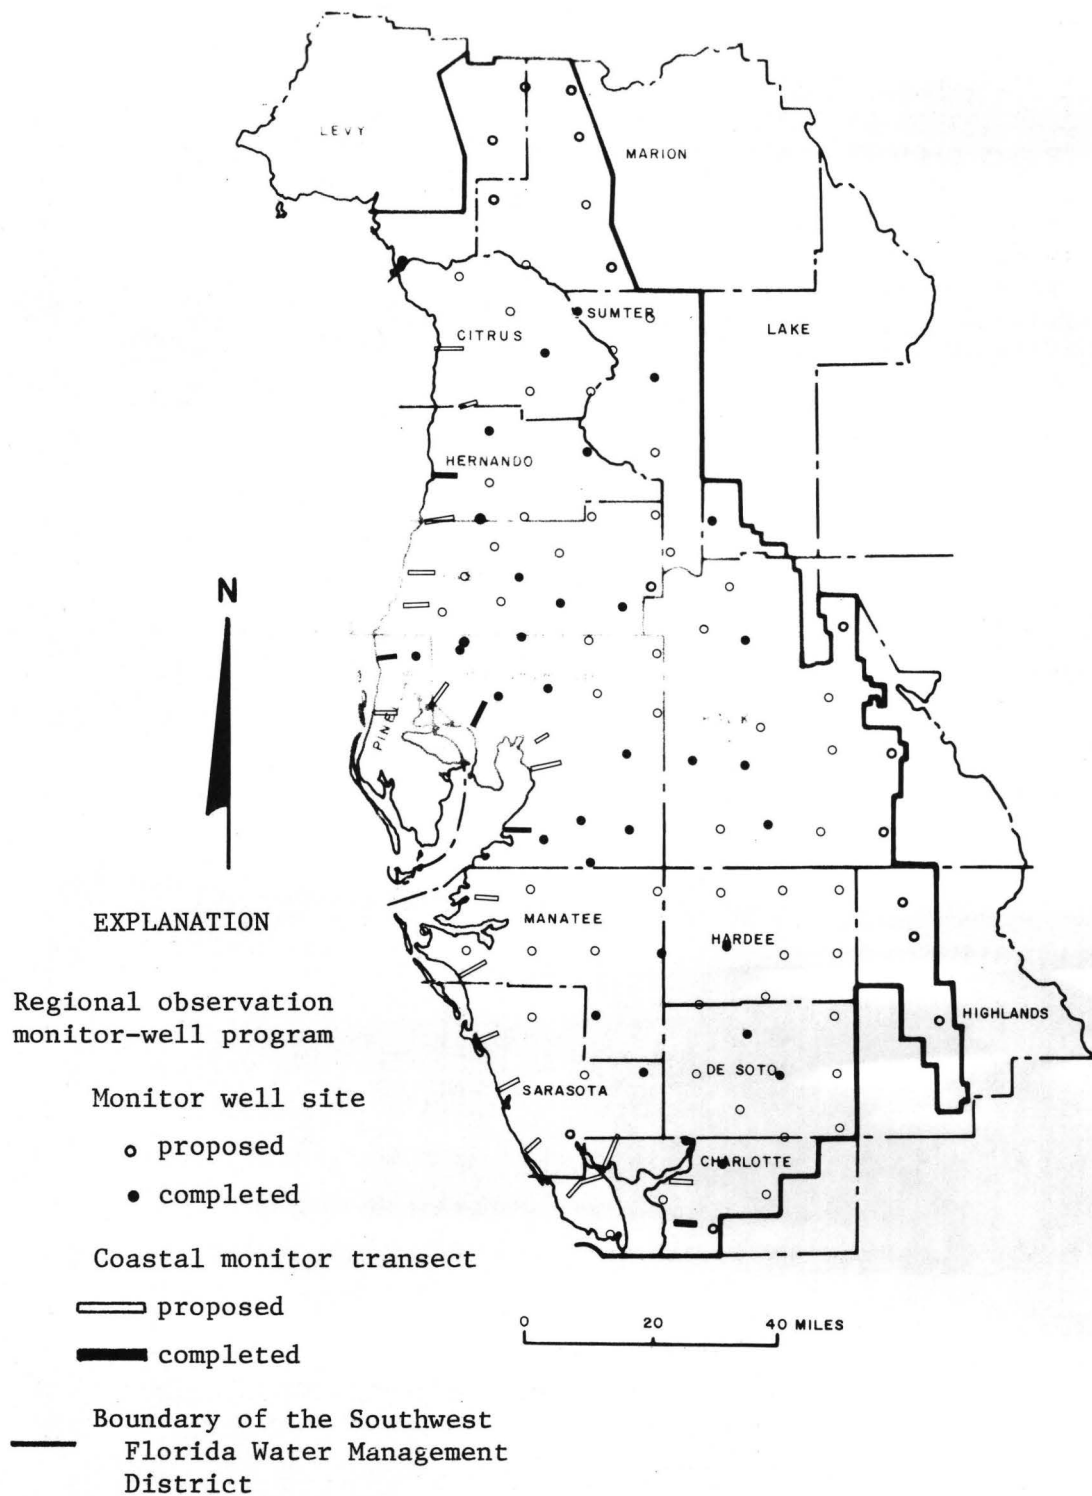 LEVY
MARION
SUMTER
CITRUS
LAKE
HERNANDO
N
MANATEE
HARDEE
HIGHLANDS
DE SOTO
SARASOTA
CHARLOTTE
EXPLANATION
Regional observation
monitor-well program
Monitor well site
proposed
completed
Coastal monitor transect
proposed
completed
0 20 40 MILES
Boundary of the Southwest
Florida Water Management
District